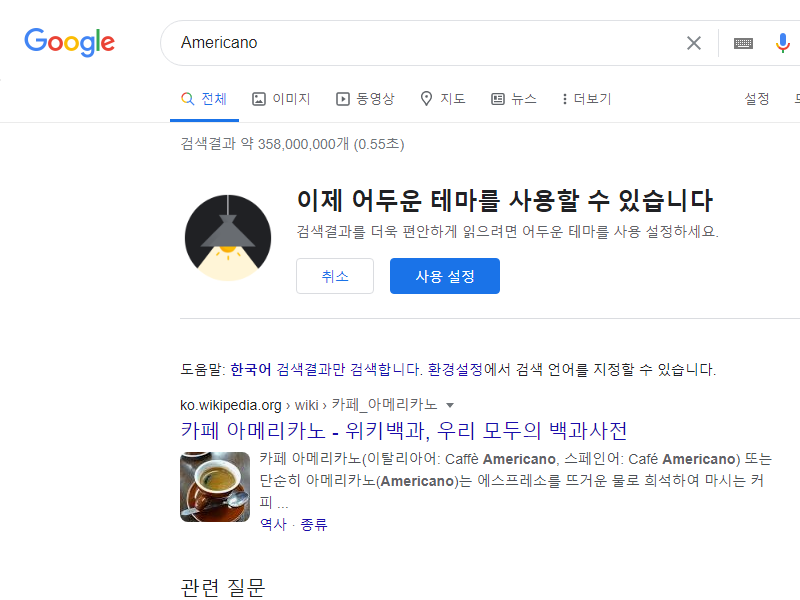 Google
Americano
전체 이미지 동영상 지도 뉴스 더보기 설정
검색결과 약 358,000,000개 (0.55초)
이제 어두운 테마를 사용할 수 있습니다
검색결과를 더욱 편안하게 읽으려면 어두운 테마를 사용 설정하세요.
취소 사용 설정
도움말: 한국어 검색결과만 검색합니다. 환경설정에서 검색 언어를 지정할 수 있습니다.
ko.wikipedia.org › wiki › 카페_아메리카노
카페 아메리카노 - 위키백과, 우리 모두의 백과사전
카페 아메리카노(이탈리아어: Caffè Americano, 스페인어: Café Americano) 또는
단순히 아메리카노(Americano)는 에스프레소를 뜨거운 물로 희석하여 마시는 커
피 ...
역사 · 종류
관련 질문